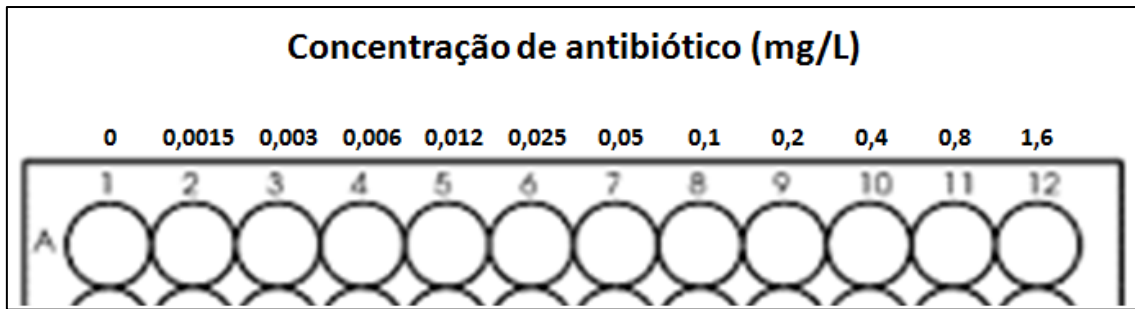 Concentração de antibiótico (mg/L)
0 0,0015 0,003 0,006 0,012 0,025 0,05 0,1 0,2 0,4 0,8 1,6
1 2 3 4 5 6 7 8 9 10 11 12
A